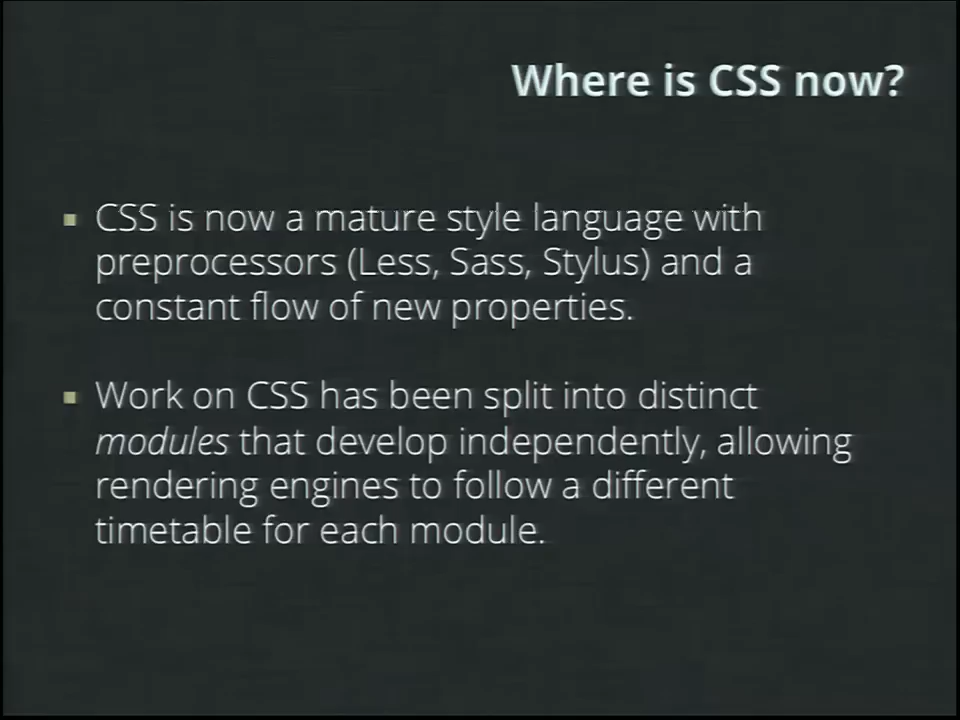 Where is CSS now?
CSS is now a mature style language with
preprocessors (Less, Sass, Stylus) and a
constant flow of new properties.
Work on CSS has been split into distinct
modules that develop independently, allowing
rendering engines to follow a different
timetable for each module.